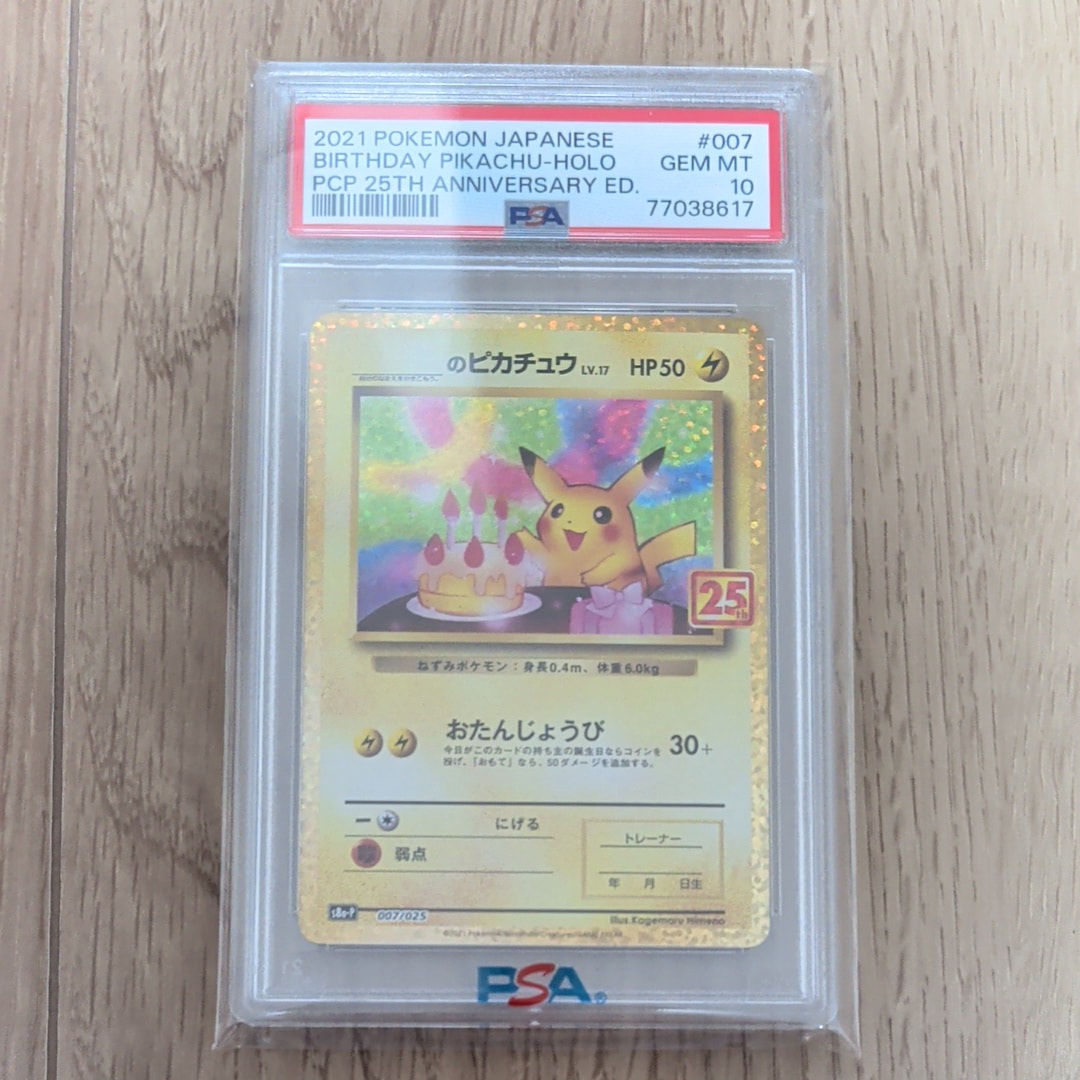 2021 POKEMON JAPANESE #007
BIRTHDAY PIKACHU-HOLO GEM MT
PCP 25TH ANNIVERSARY ED. 10
PSA 77038617
のピカチュウ LV.17 HP50
25th
ねずみポケモン：身長0.4m、体重6.0kg
おたんじょうび 30+
今日がこのカードの持ち主の誕生日ならコインを
投げ、「おもて」なら、50ダメージを追加する。
にげる
弱点
トレーナー
年 月 日生
s8a-P 007/025
illus. Kagemaru Himeno
©2021 Pokémon
PSA®